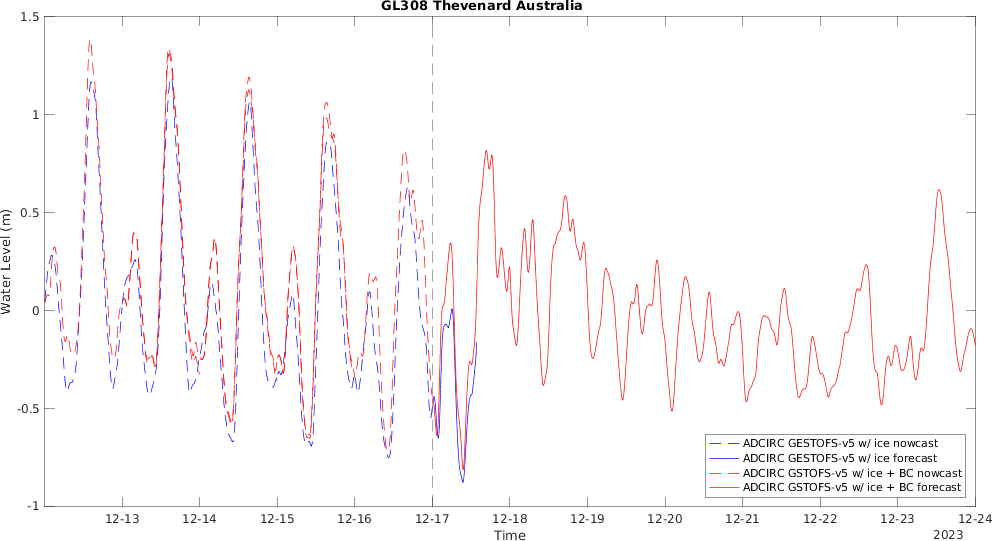 GL308 Thevenard Australia
1.5
1
0.5
0
-0.5
-1
Water Level (m)
12-13 12-14 12-15 12-16 12-17 12-18 12-19 12-20 12-21 12-22 12-23 12-24
Time
2023
ADCIRC GESTOFS-v5 w/ ice nowcast
ADCIRC GESTOFS-v5 w/ ice forecast
ADCIRC GSTOFS-v5 w/ ice + BC nowcast
ADCIRC GSTOFS-v5 w/ ice + BC forecast